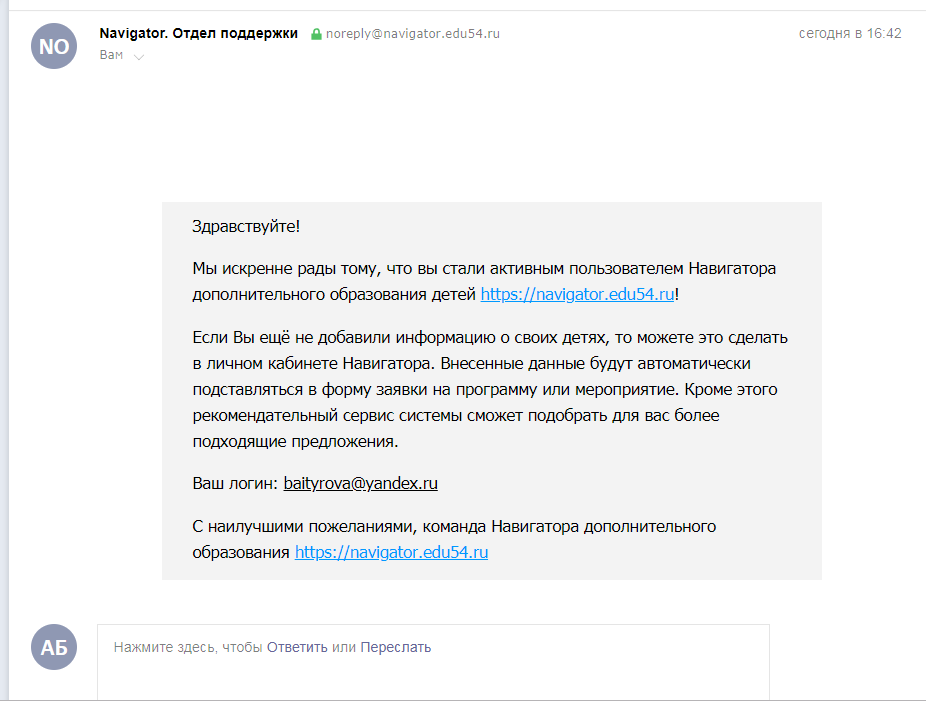 NO
Navigator. Отдел поддержки noreply@navigator.edu54.ru
сегодня в 16:42
Вам
Здравствуйте!
Мы искренне рады тому, что вы стали активным пользователем Навигатора
дополнительного образования детей https://navigator.edu54.ru!
Если Вы ещё не добавили информацию о своих детях, то можете это сделать
в личном кабинете Навигатора. Внесенные данные будут автоматически
подставляться в форму заявки на программу или мероприятие. Кроме этого
рекомендательный сервис системы сможет подобрать для вас более
подходящие предложения.
Ваш логин: baityrova@yandex.ru
С наилучшими пожеланиями, команда Навигатора дополнительного
образования https://navigator.edu54.ru
АБ
Нажмите здесь, чтобы Ответить или Переслать